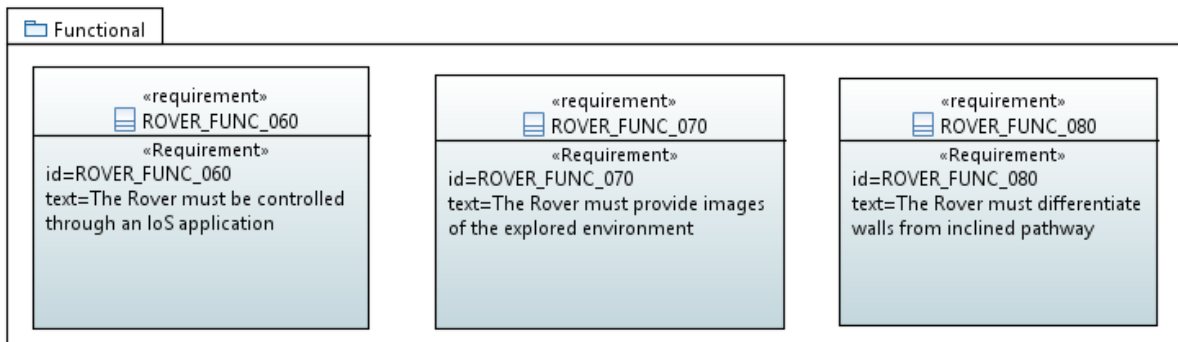 Functional
«requirement»
ROVER_FUNC_060
«Requirement»
id=ROVER_FUNC_060
text=The Rover must be controlled
through an IoS application
«requirement»
ROVER_FUNC_070
«Requirement»
id=ROVER_FUNC_070
text=The Rover must provide images
of the explored environment
«requirement»
ROVER_FUNC_080
«Requirement»
id=ROVER_FUNC_080
text=The Rover must differentiate
walls from inclined pathway